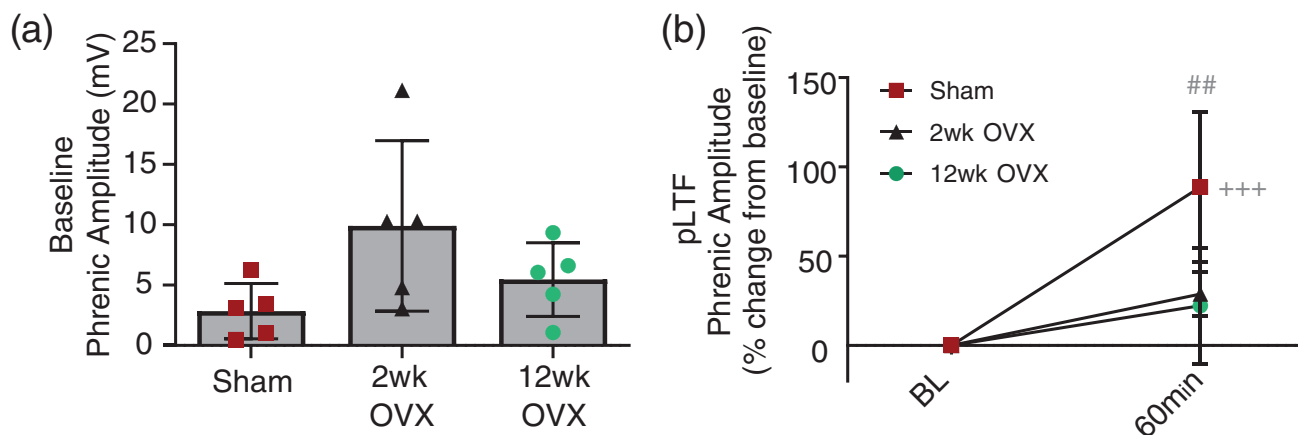 (a)
Baseline
Phrenic Amplitude (mV)
25
20
15
10
5
0
Sham
2wk
OVX
12wk
OVX
(b)
pLTF
Phrenic Amplitude
(% change from baseline)
150
100
50
0
Sham
2wk OVX
12wk OVX
##
+++
BL
60min